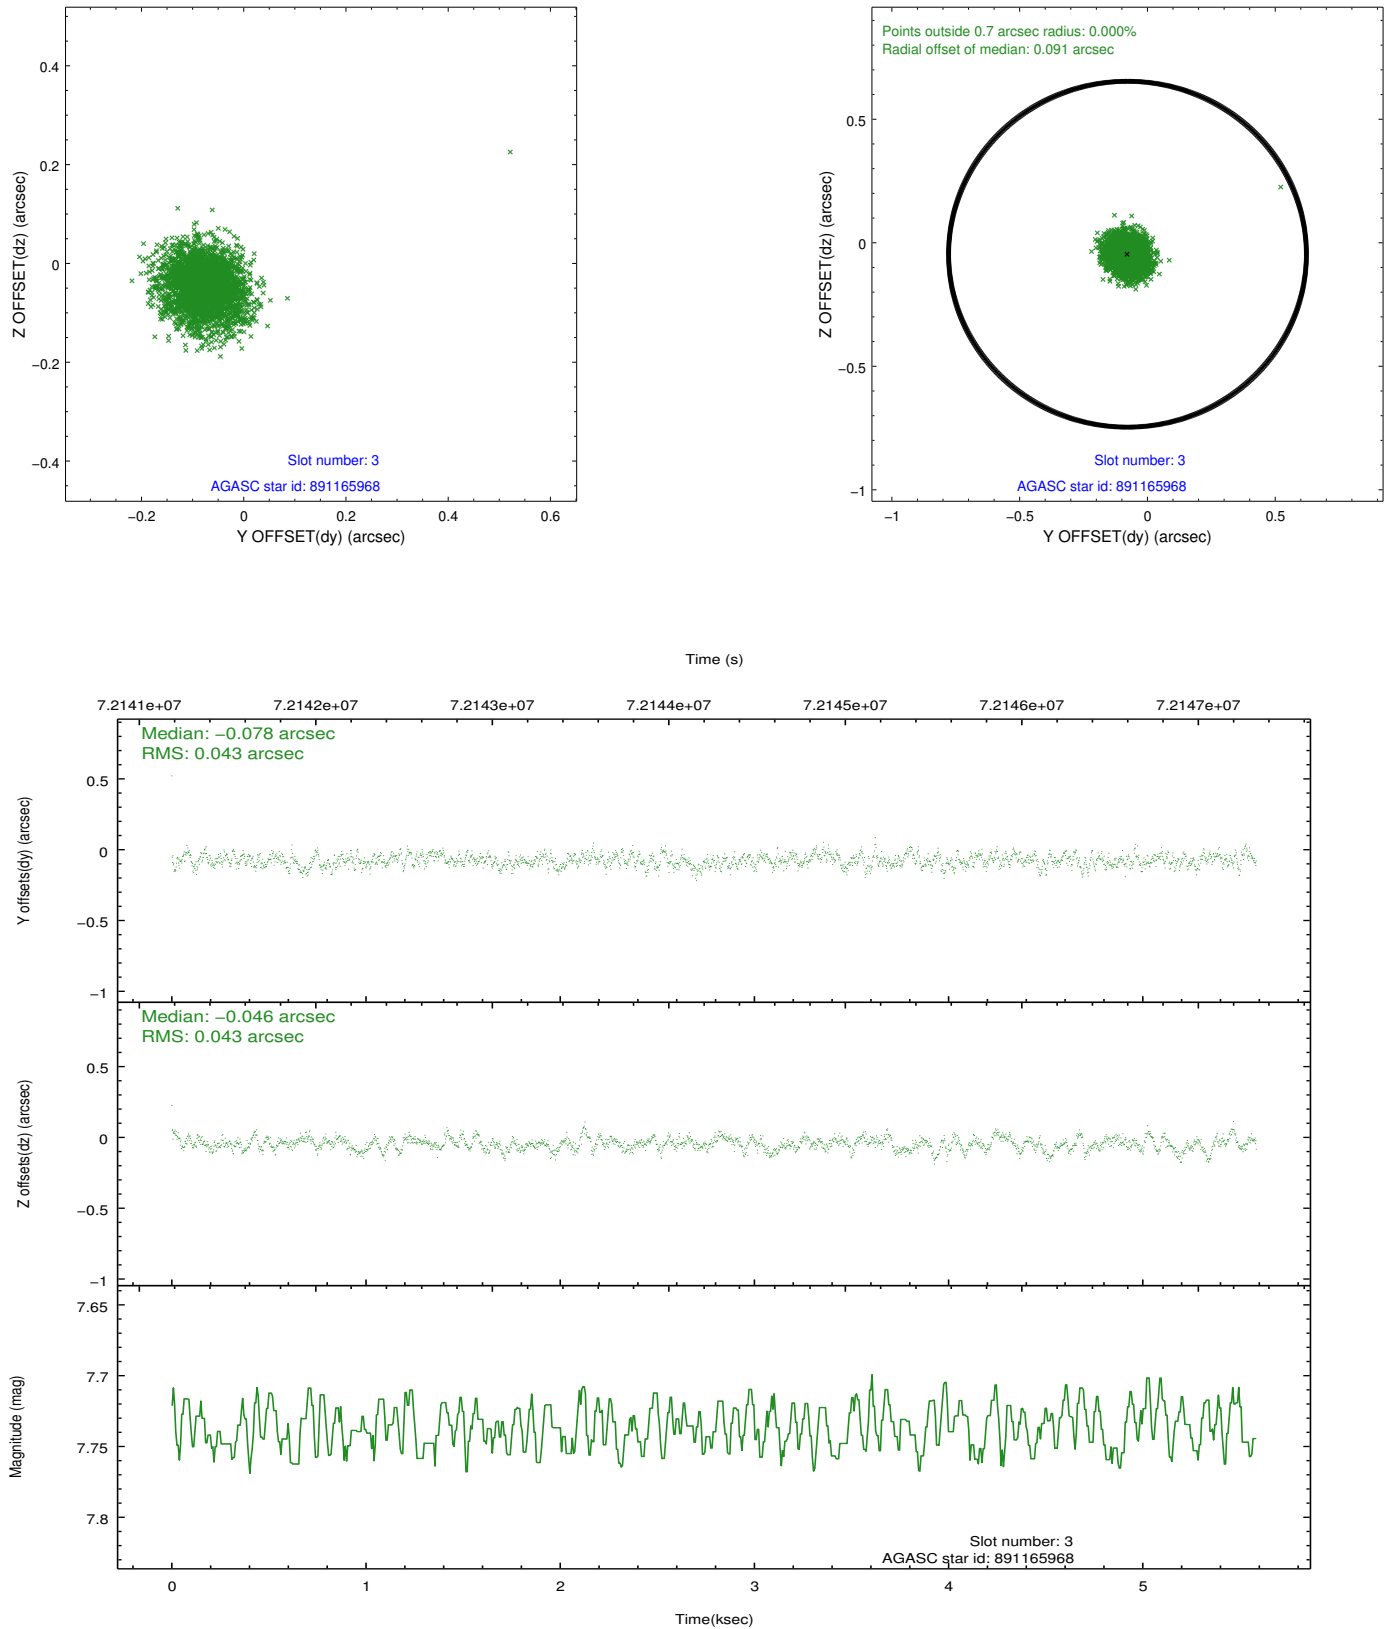 0.4
0.2
0
−0.2
−0.4
Z OFFSET(dz) (arcsec)
Slot number: 3
AGASC star id: 891165968
−0.2 0 0.2 0.4 0.6
Y OFFSET(dy) (arcsec)
Points outside 0.7 arcsec radius: 0.000%
Radial offset of median: 0.091 arcsec
0.5
0
−0.5
−1
Z OFFSET(dz) (arcsec)
Slot number: 3
AGASC star id: 891165968
−1 −0.5 0 0.5
Y OFFSET(dy) (arcsec)
Time (s)
7.2141e+07 7.2142e+07 7.2143e+07 7.2144e+07 7.2145e+07 7.2146e+07 7.2147e+07
Median: −0.078 arcsec
RMS: 0.043 arcsec
0.5
0
−0.5
−1
Y offsets(dy) (arcsec)
Median: −0.046 arcsec
RMS: 0.043 arcsec
0.5
0
−0.5
−1
Z offsets(dz) (arcsec)
7.65
7.7
7.75
7.8
Magnitude (mag)
Slot number: 3
AGASC star id: 891165968
0 1 2 3 4 5
Time(ksec)